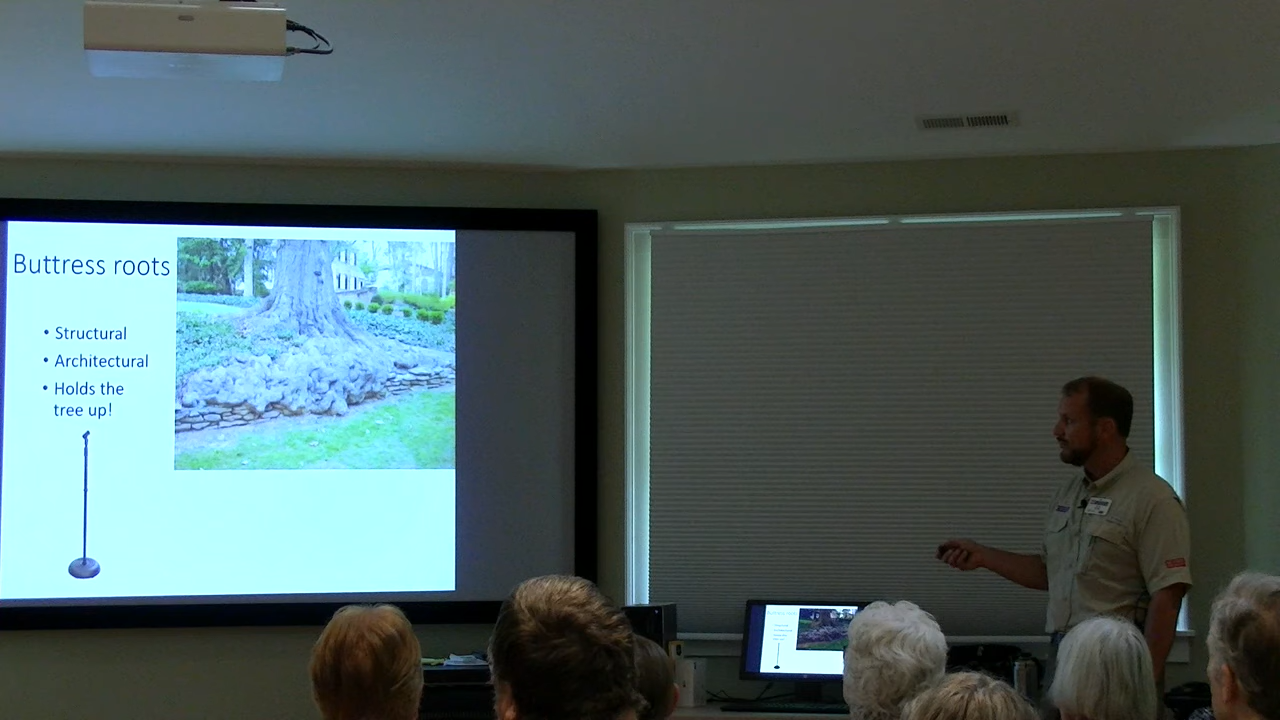 Buttress roots
• Structural
• Architectural
• Holds the
tree up!